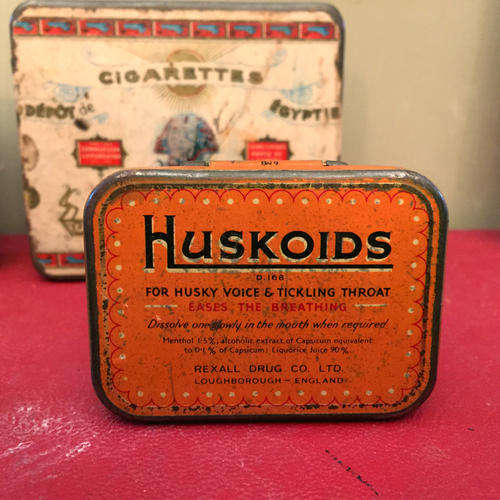 CIGARETTES
DÉPÔT de EGYPTIE
HUSKOIDS
D.168
FOR HUSKY VOICE & TICKLING THROAT
EASES THE BREATHING
Dissolve one slowly in the mouth when required
Menthol 1·5%; alcoholic extract of Capsicum equivalent
to 0·1% of Capsicum; Liquorice Juice 90%.
REXALL DRUG CO. LTD.
LOUGHBOROUGH – ENGLAND